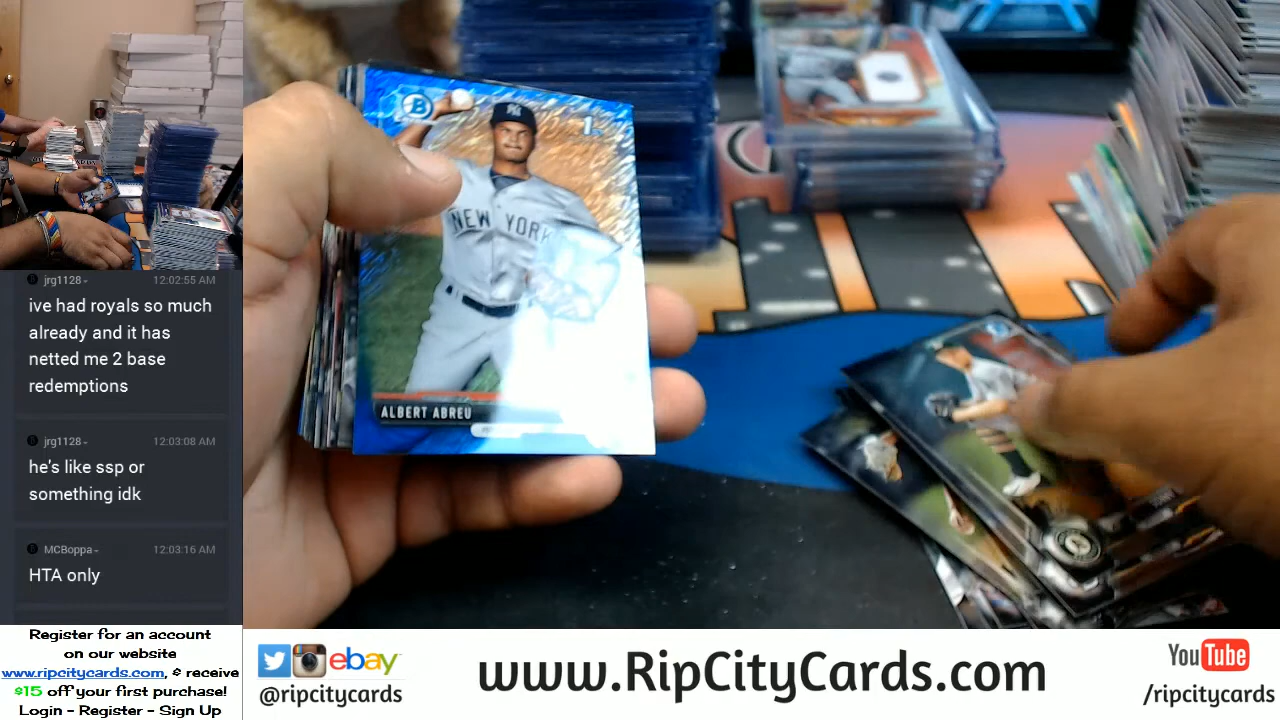 jrg1128 12:02:55 AM
ive had royals so much
already and it has
netted me 2 base
redemptions
jrg1128 12:03:08 AM
he's like ssp or
something idk
MCBoppa 12:03:16 AM
HTA only
Register for an account
on our website
www.ripcitycards.com, & receive
$15 off your first purchase!
Login - Register - Sign Up
B
NY
1st
NEW YORK
ALBERT ABREU
ebay
@ripcitycards
www.RipCityCards.com
YouTube
/ripcitycards